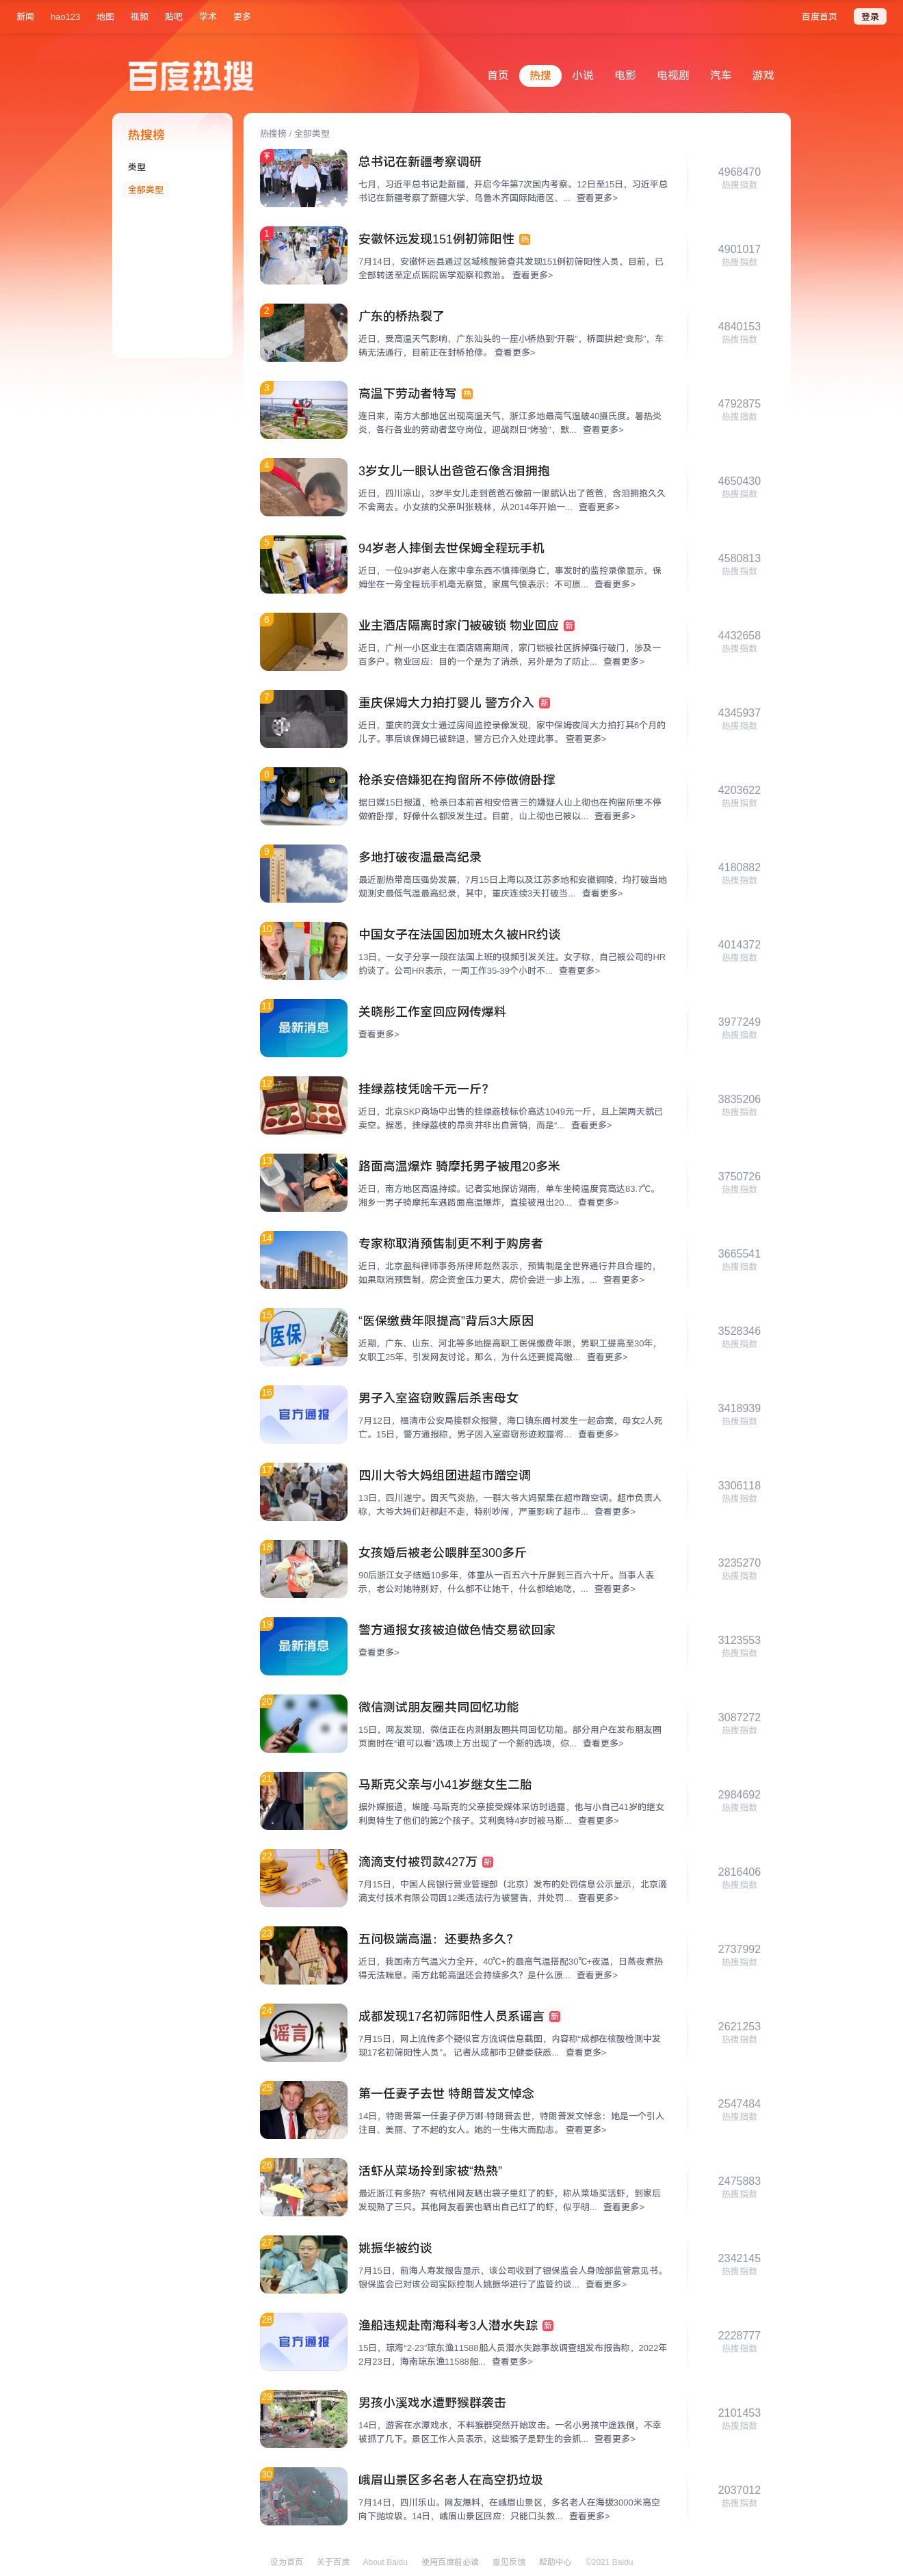 新闻 hao123 地图 视频 贴吧 学术 更多 百度首页 登录
百度热搜
首页 热搜 小说 电影 电视剧 汽车 游戏
热搜榜
类型
全部类型
热搜榜 / 全部类型
总书记在新疆考察调研
七月，习近平总书记赴新疆，开启今年第7次国内考察。12日至15日，习近平总
书记在新疆考察了新疆大学、乌鲁木齐国际陆港区、... 查看更多>
4968470
热搜指数
1
安徽怀远发现151例初筛阳性 热
7月14日，安徽怀远县通过区域核酸筛查共发现151例初筛阳性人员，目前，已
全部转送至定点医院医学观察和救治。 查看更多>
4901017
热搜指数
2
广东的桥热裂了
近日，受高温天气影响，广东汕头的一座小桥热到“开裂”，桥面拱起“变形”，车
辆无法通行，目前正在封桥抢修。 查看更多>
4840153
热搜指数
3
高温下劳动者特写 热
连日来，南方大部地区出现高温天气，浙江多地最高气温破40摄氏度。暑热炎
炎，各行各业的劳动者坚守岗位，迎战烈日“烤验”，默... 查看更多>
4792875
热搜指数
4
3岁女儿一眼认出爸爸石像含泪拥抱
近日，四川凉山，3岁半女儿走到爸爸石像前一眼就认出了爸爸，含泪拥抱久久
不舍离去。小女孩的父亲叫张晓林，从2014年开始一... 查看更多>
4650430
热搜指数
5
94岁老人摔倒去世保姆全程玩手机
近日，一位94岁老人在家中拿东西不慎摔倒身亡，事发时的监控录像显示，保
姆坐在一旁全程玩手机毫无察觉，家属气愤表示：不可原... 查看更多>
4580813
热搜指数
6
业主酒店隔离时家门被破锁 物业回应 新
近日，广州一小区业主在酒店隔离期间，家门锁被社区拆掉强行破门，涉及一
百多户。物业回应：目的一个是为了消杀，另外是为了防止... 查看更多>
4432658
热搜指数
7
重庆保姆大力拍打婴儿 警方介入 新
近日，重庆的龚女士通过房间监控录像发现，家中保姆夜间大力拍打其6个月的
儿子。事后该保姆已被辞退，警方已介入处理此事。 查看更多>
4345937
热搜指数
8
枪杀安倍嫌犯在拘留所不停做俯卧撑
据日媒15日报道，枪杀日本前首相安倍晋三的嫌疑人山上彻也在拘留所里不停
做俯卧撑，好像什么都没发生过。目前，山上彻也已被以... 查看更多>
4203622
热搜指数
9
多地打破夜温最高纪录
最近副热带高压强势发展，7月15日上海以及江苏多地和安徽铜陵，均打破当地
观测史最低气温最高纪录，其中，重庆连续3天打破当... 查看更多>
4180882
热搜指数
10
中国女子在法国因加班太久被HR约谈
13日，一女子分享一段在法国上班的视频引发关注。女子称，自己被公司的HR
约谈了。公司HR表示，一周工作35-39个小时不... 查看更多>
4014372
热搜指数
11
最新消息
关晓彤工作室回应网传爆料
查看更多>
3977249
热搜指数
12
挂绿荔枝凭啥千元一斤？
近日，北京SKP商场中出售的挂绿荔枝标价高达1049元一斤，且上架两天就已
卖空。据悉，挂绿荔枝的昂贵并非出自营销，而是“... 查看更多>
3835206
热搜指数
13
路面高温爆炸 骑摩托男子被甩20多米
近日，南方地区高温持续。记者实地探访湖南，单车坐椅温度竟高达83.7℃。
湘乡一男子骑摩托车遇路面高温爆炸，直接被甩出20... 查看更多>
3750726
热搜指数
14
专家称取消预售制更不利于购房者
近日，北京盈科律师事务所律师赵然表示，预售制是全世界通行并且合理的，
如果取消预售制，房企资金压力更大，房价会进一步上涨，... 查看更多>
3665541
热搜指数
15
医保
“医保缴费年限提高”背后3大原因
近期，广东、山东、河北等多地提高职工医保缴费年限，男职工提高至30年，
女职工25年，引发网友讨论。那么，为什么还要提高缴... 查看更多>
3528346
热搜指数
16
官方通报
男子入室盗窃败露后杀害母女
7月12日，福清市公安局接群众报警，海口镇东阁村发生一起命案，母女2人死
亡。15日，警方通报称，男子因入室盗窃形迹败露将... 查看更多>
3418939
热搜指数
17
四川大爷大妈组团进超市蹭空调
13日，四川遂宁。因天气炎热，一群大爷大妈聚集在超市蹭空调。超市负责人
称，大爷大妈们赶都赶不走，特别吵闹，严重影响了超市... 查看更多>
3306118
热搜指数
18
女孩婚后被老公喂胖至300多斤
90后浙江女子结婚10多年，体重从一百五六十斤胖到三百六十斤。当事人表
示，老公对她特别好，什么都不让她干，什么都给她吃，... 查看更多>
3235270
热搜指数
19
最新消息
警方通报女孩被迫做色情交易欲回家
查看更多>
3123553
热搜指数
20
微信测试朋友圈共同回忆功能
15日，网友发现，微信正在内测朋友圈共同回忆功能。部分用户在发布朋友圈
页面时在“谁可以看”选项上方出现了一个新的选项，你... 查看更多>
3087272
热搜指数
21
马斯克父亲与小41岁继女生二胎
据外媒报道，埃隆·马斯克的父亲接受媒体采访时透露，他与小自己41岁的继女
利奥特生了他们的第2个孩子。艾利奥特4岁时被马斯... 查看更多>
2984692
热搜指数
22
滴滴支付被罚款427万 新
7月15日，中国人民银行营业管理部（北京）发布的处罚信息公示显示，北京滴
滴支付技术有限公司因12类违法行为被警告，并处罚... 查看更多>
2816406
热搜指数
23
五问极端高温：还要热多久？
近日，我国南方气温火力全开，40℃+的最高气温搭配30℃+夜温，日蒸夜煮热
得无法喘息。南方此轮高温还会持续多久？是什么原... 查看更多>
2737992
热搜指数
24
谣言
成都发现17名初筛阳性人员系谣言 新
7月15日，网上流传多个疑似官方流调信息截图，内容称“成都在核酸检测中发
现17名初筛阳性人员”。 记者从成都市卫健委获悉... 查看更多>
2621253
热搜指数
25
第一任妻子去世 特朗普发文悼念
14日，特朗普第一任妻子伊万娜·特朗普去世，特朗普发文悼念：她是一个引人
注目、美丽、了不起的女人。她的一生伟大而励志。 查看更多>
2547484
热搜指数
26
活虾从菜场拎到家被“热熟”
最近浙江有多热？有杭州网友晒出袋子里红了的虾，称从菜场买活虾，到家后
发现熟了三只。其他网友看罢也晒出自己红了的虾，似乎明... 查看更多>
2475883
热搜指数
27
姚振华被约谈
7月15日，前海人寿发报告显示，该公司收到了银保监会人身险部监管意见书。
银保监会已对该公司实际控制人姚振华进行了监管约谈... 查看更多>
2342145
热搜指数
28
官方通报
渔船违规赴南海科考3人潜水失踪 新
15日，琼海“2·23”琼东渔11588船人员潜水失踪事故调查组发布报告称，2022年
2月23日，海南琼东渔11588船... 查看更多>
2228777
热搜指数
29
男孩小溪戏水遭野猴群袭击
14日，游客在水潭戏水，不料猴群突然开始攻击。一名小男孩中途跌倒，不幸
被抓了几下。景区工作人员表示，这些猴子是野生的会抓... 查看更多>
2101453
热搜指数
30
峨眉山景区多名老人在高空扔垃圾
7月14日，四川乐山。网友爆料，在峨眉山景区，多名老人在海拔3000米高空
向下抛垃圾。14日，峨眉山景区回应：只能口头教... 查看更多>
2037012
热搜指数
设为首页 关于百度 About Baidu 使用百度前必读 意见反馈 帮助中心 ©2021 Baidu